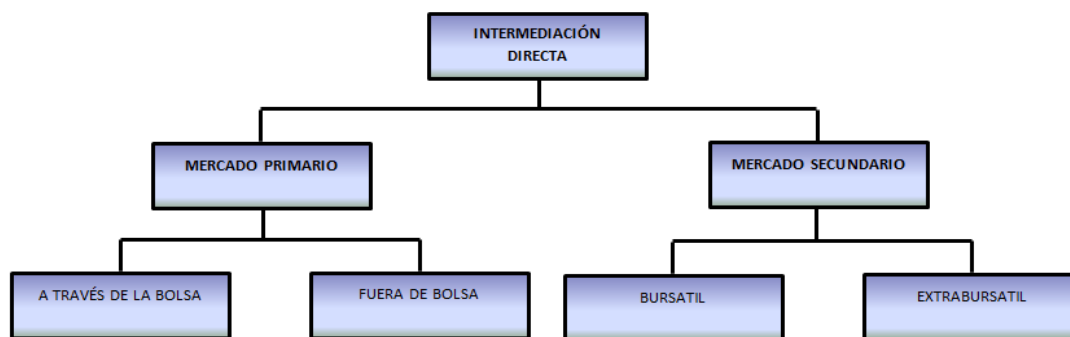 INTERMEDIACIÓN
DIRECTA
MERCADO PRIMARIO
MERCADO SECUNDARIO
A TRAVÉS DE LA BOLSA
FUERA DE BOLSA
BURSATIL
EXTRABURSATIL